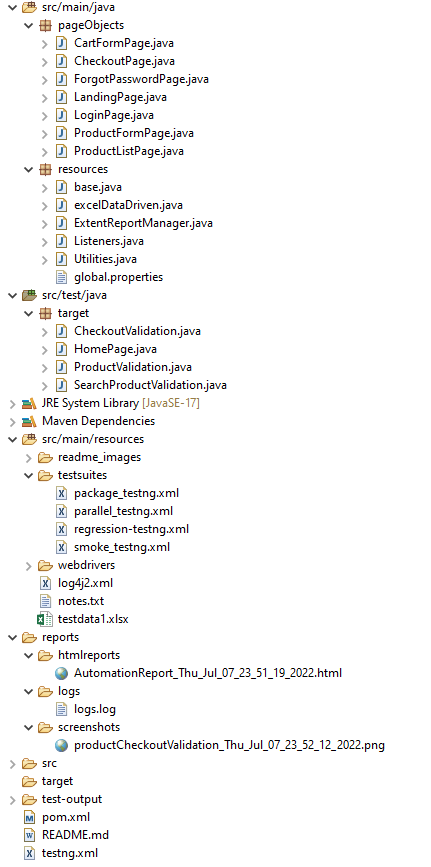 src/main/java
pageObjects
CartFormPage.java
CheckoutPage.java
ForgotPasswordPage.java
LandingPage.java
LoginPage.java
ProductFormPage.java
ProductListPage.java
resources
base.java
excelDataDriven.java
ExtentReportManager.java
Listeners.java
Utilities.java
global.properties
src/test/java
target
CheckoutValidation.java
HomePage.java
ProductValidation.java
SearchProductValidation.java
JRE System Library [JavaSE-17]
Maven Dependencies
src/main/resources
readme_images
testsuites
package_testng.xml
parallel_testng.xml
regression-testng.xml
smoke_testng.xml
webdrivers
log4j2.xml
notes.txt
testdata1.xlsx
reports
htmlreports
AutomationReport_Thu_Jul_07_23_51_19_2022.html
logs
logs.log
screenshots
productCheckoutValidation_Thu_Jul_07_23_52_12_2022.png
src
target
test-output
pom.xml
README.md
testng.xml